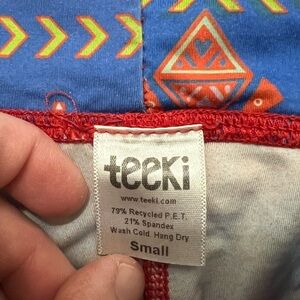 teeki
www.teeki.com
79% Recycled P.E.T.
21% Spandex
Wash Cold. Hang Dry
Small